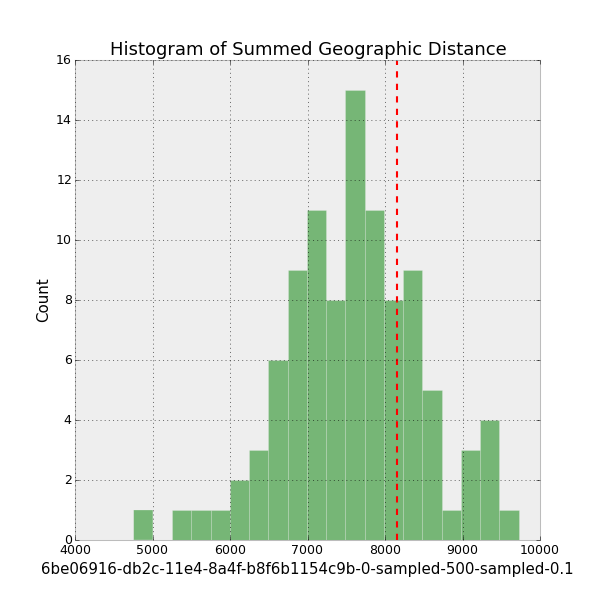 Histogram of Summed Geographic Distance
16
14
12
10
8
6
4
2
0
Count
4000 5000 6000 7000 8000 9000 10000
6be06916-db2c-11e4-8a4f-b8f6b1154c9b-0-sampled-500-sampled-0.1